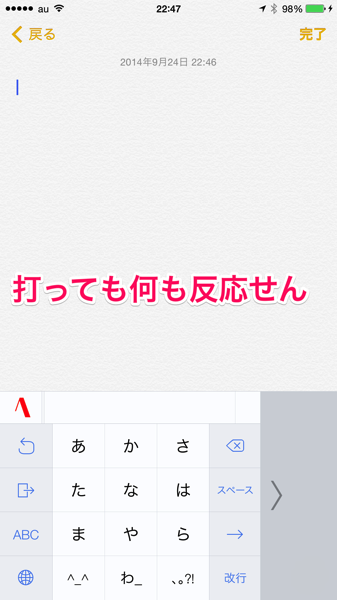 au 22:47 98%
戻る 完了
2014年9月24日 22:46
打っても何も反応せん
あ か さ
た な は スペース
ABC ま や ら →
^_^ わ_ 、。?! 改行